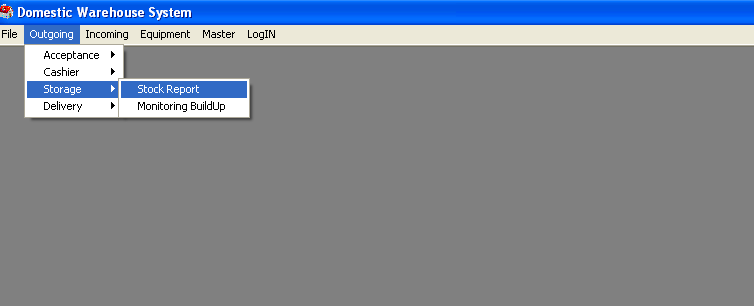 Domestic Warehouse System
File Outgoing Incoming Equipment Master LogIN
Acceptance
Cashier
Storage Stock Report
Delivery Monitoring BuildUp